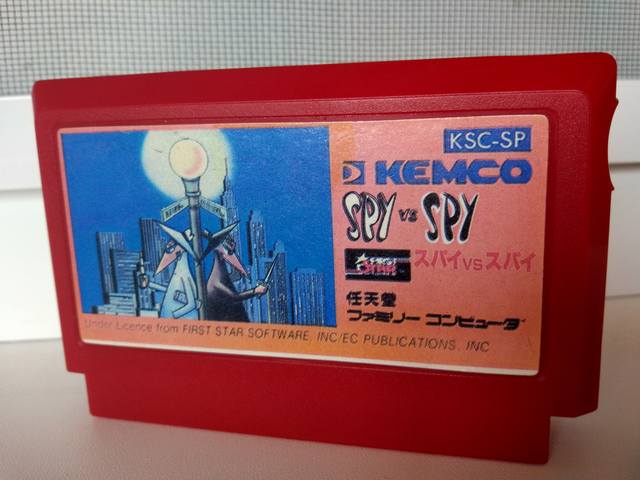 KSC-SP
KEMCO
SPY vs SPY
FIRST STAR
スパイvsスパイ
任天堂
ファミリー コンピュータ
Under Licence from FIRST STAR SOFTWARE, INC/EC PUBLICATIONS, INC